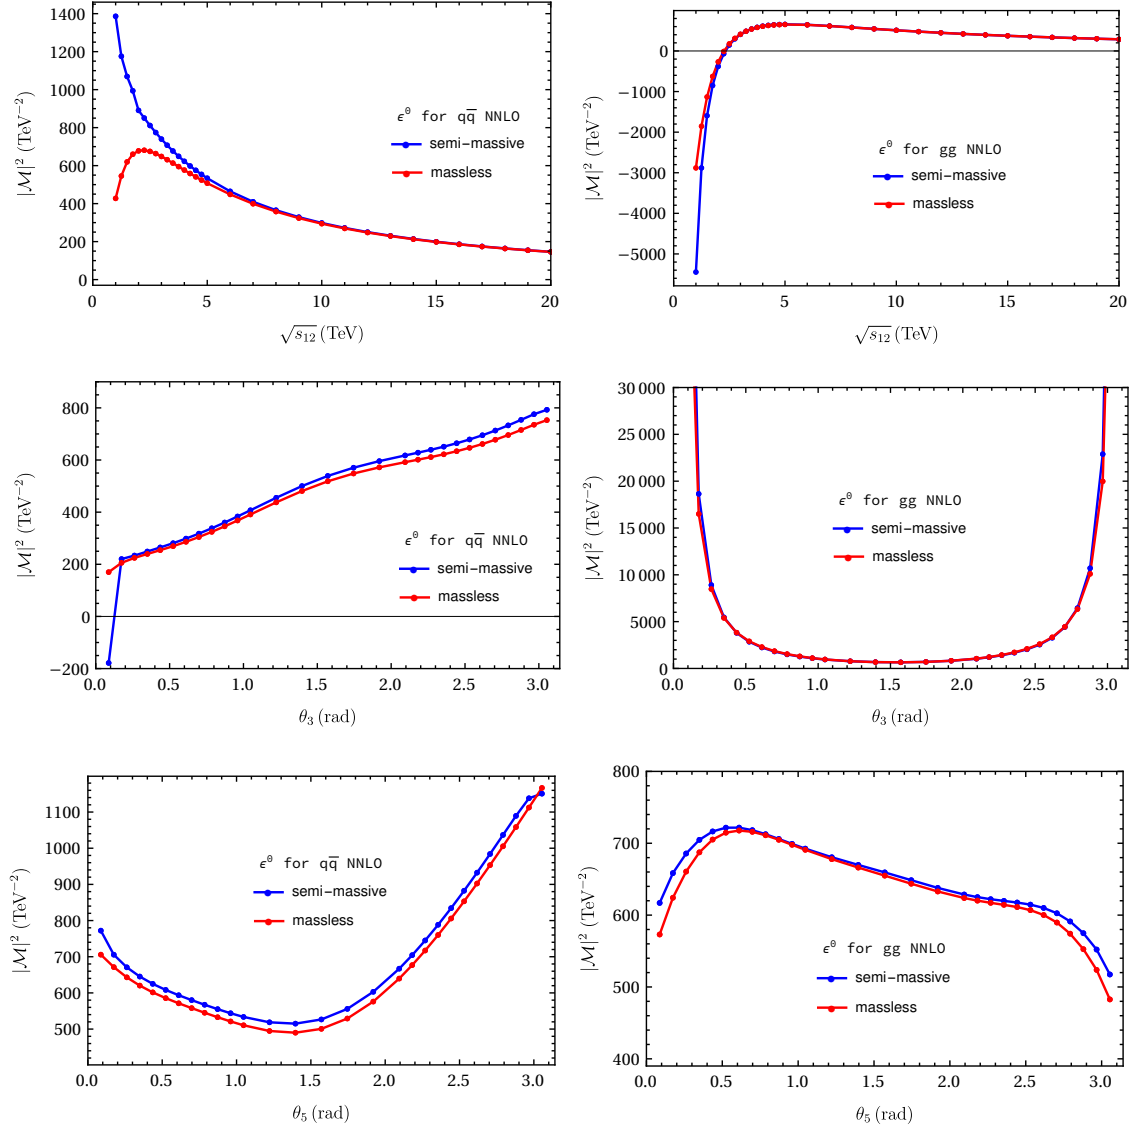 |M|² (TeV⁻²)
1400
1200
1000
800
600
400
200
0
0 5 10 15 20
√s₁₂ (TeV)
ϵ⁰ for qq̅ NNLO
semi-massive
massless
|M|² (TeV⁻²)
0
−1000
−2000
−3000
−4000
−5000
0 5 10 15 20
√s₁₂ (TeV)
ϵ⁰ for gg NNLO
semi-massive
massless
|M|² (TeV⁻²)
800
600
400
200
0
−200
0.0 0.5 1.0 1.5 2.0 2.5 3.0
θ₃ (rad)
ϵ⁰ for qq̅ NNLO
semi-massive
massless
|M|² (TeV⁻²)
30 000
25 000
20 000
15 000
10 000
5000
0
0.0 0.5 1.0 1.5 2.0 2.5 3.0
θ₃ (rad)
ϵ⁰ for gg NNLO
semi-massive
massless
|M|² (TeV⁻²)
1100
1000
900
800
700
600
500
0.0 0.5 1.0 1.5 2.0 2.5 3.0
θ₅ (rad)
ϵ⁰ for qq̅ NNLO
semi-massive
massless
|M|² (TeV⁻²)
800
700
600
500
400
0.0 0.5 1.0 1.5 2.0 2.5 3.0
θ₅ (rad)
ϵ⁰ for gg NNLO
semi-massive
massless